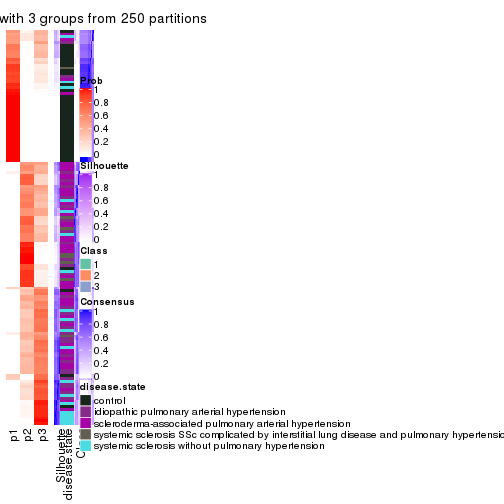 with 3 groups from 250 partitions
Prob
1
0.8
0.6
0.4
0.2
0
Silhouette
1
0.8
0.6
0.4
0.2
0
Class
1
2
3
Consensus
1
0.8
0.6
0.4
0.2
0
disease.state
control
idiopathic pulmonary arterial hypertension
scleroderma-associated pulmonary arterial hypertension
systemic sclerosis SSc complicated by interstitial lung disease and pulmonary hypertensio
systemic sclerosis without pulmonary hypertension
p1
p2
p3
Silhouette
disease.state